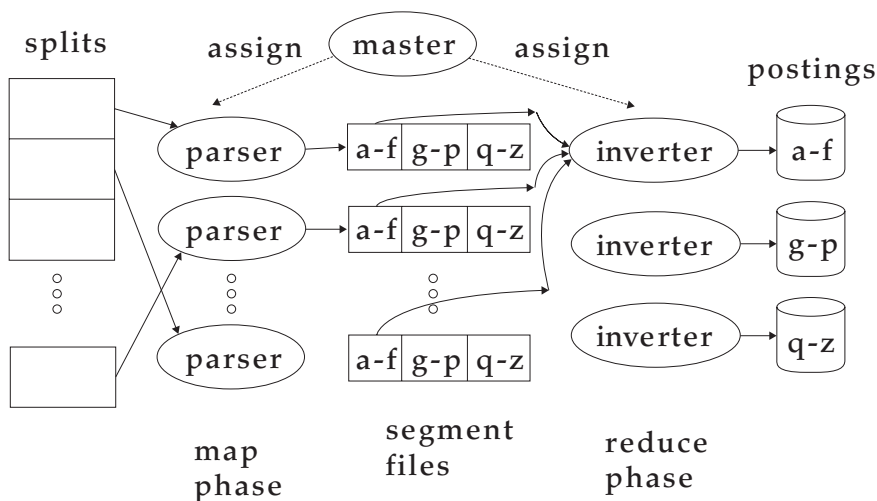 splits
assign
master
assign
postings
parser
a-f g-p q-z
inverter
a-f
parser
a-f g-p q-z
inverter
g-p
parser
a-f g-p q-z
inverter
q-z
map
phase
segment
files
reduce
phase